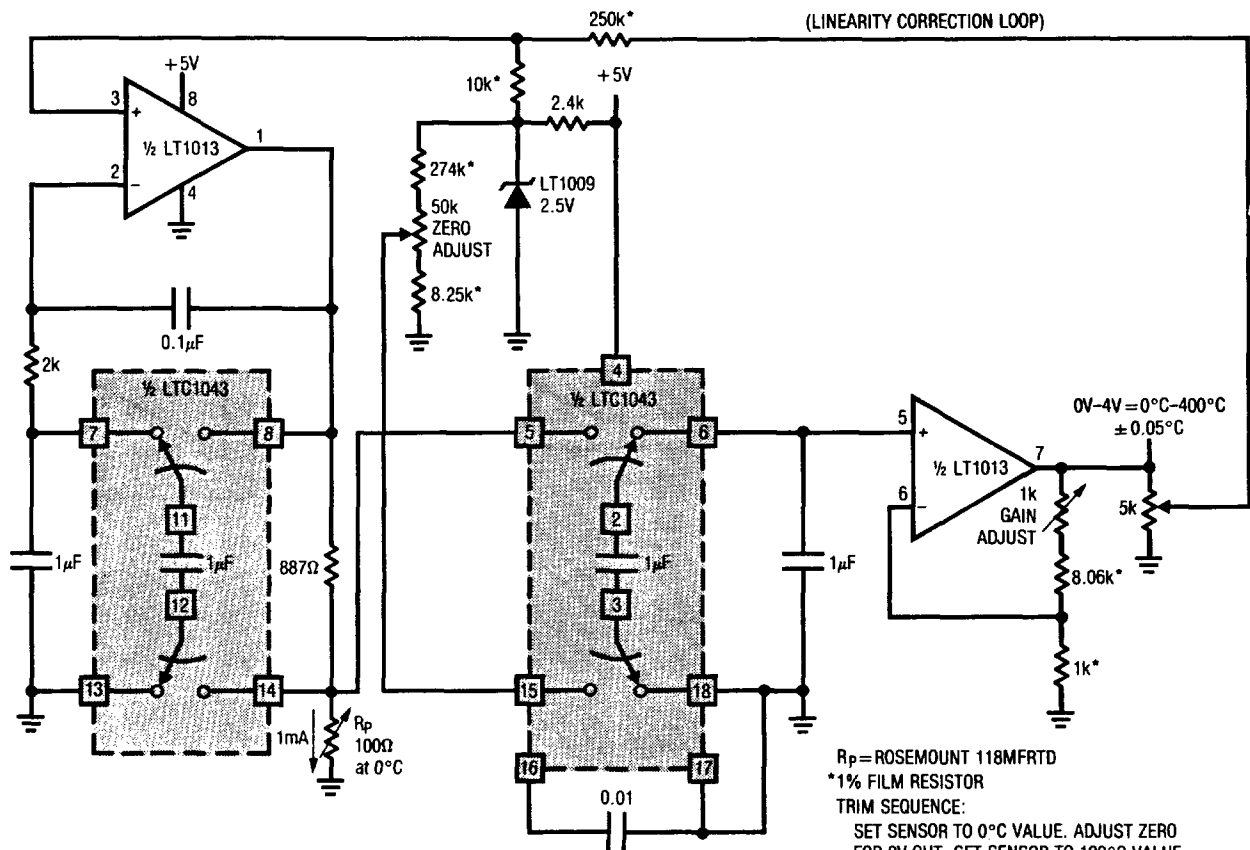 250k*
(LINEARITY CORRECTION LOOP)
+5V
3
+
8
½ LT1013
1
2
−
4
10k*
+5V
2.4k
274k*
LT1009
2.5V
50k
ZERO
ADJUST
8.25k*
0.1µF
2k
½ LTC1043
7
8
11
1µF
12
13
14
1µF
887Ω
1mA
Rp
100Ω
at 0°C
4
½ LTC1043
5
6
2
1µF
3
15
18
16
17
0.01
1µF
5
+
½ LT1013
7
6
−
0V–4V = 0°C–400°C
± 0.05°C
1k
GAIN
ADJUST
5k
8.06k*
1k*
Rp = ROSEMOUNT 118MFRTD
*1% FILM RESISTOR
TRIM SEQUENCE:
SET SENSOR TO 0°C VALUE. ADJUST ZERO